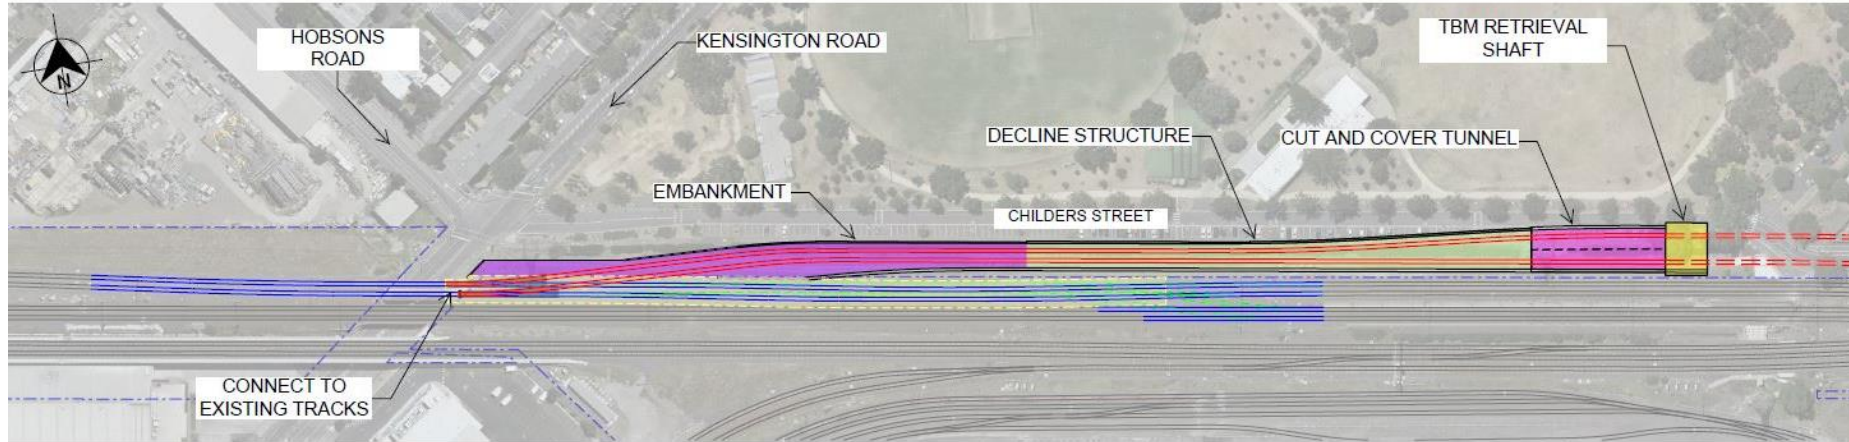 HOBSONS
ROAD
KENSINGTON ROAD
TBM RETRIEVAL
SHAFT
N
DECLINE STRUCTURE
CUT AND COVER TUNNEL
EMBANKMENT
CHILDERS STREET
CONNECT TO
EXISTING TRACKS